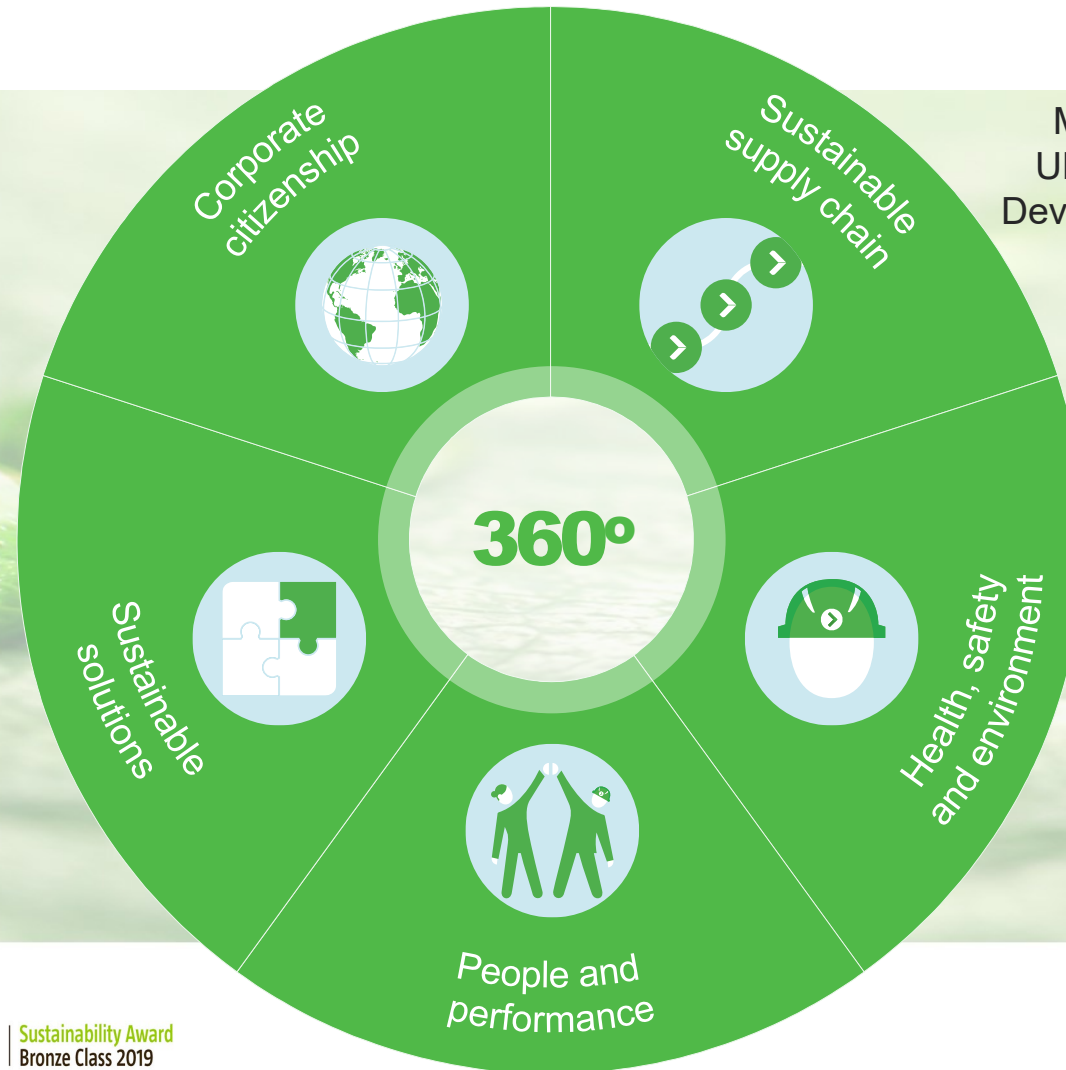 Corporate
citizenship
Sustainable
supply chain
360º
Sustainable
solutions
Health, safety
and environment
People and
performance
Sustainability Award
Bronze Class 2019